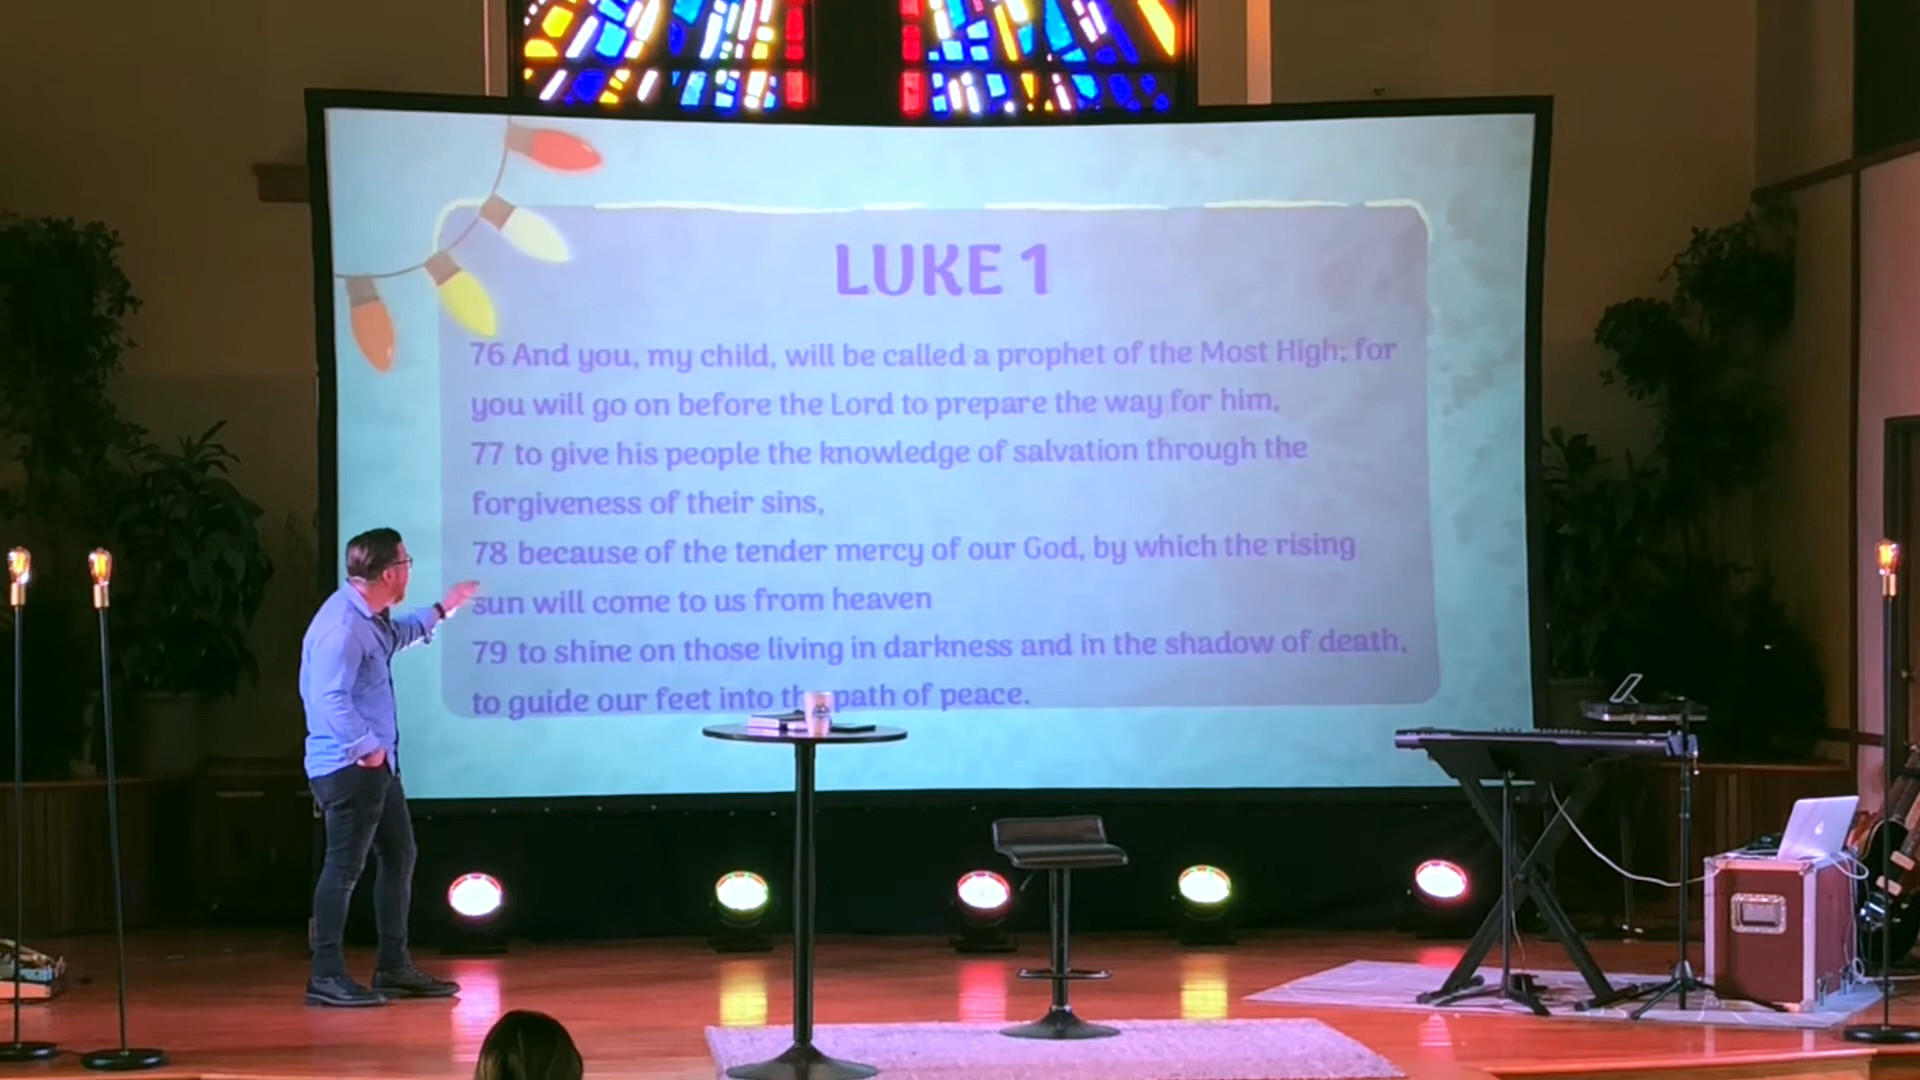 LUKE 1
76 And you, my child, will be called a prophet of the Most High; for
you will go on before the Lord to prepare the way for him,
77 to give his people the knowledge of salvation through the
forgiveness of their sins,
78 because of the tender mercy of our God, by which the rising
sun will come to us from heaven
79 to shine on those living in darkness and in the shadow of death,
to guide our feet into th path of peace.